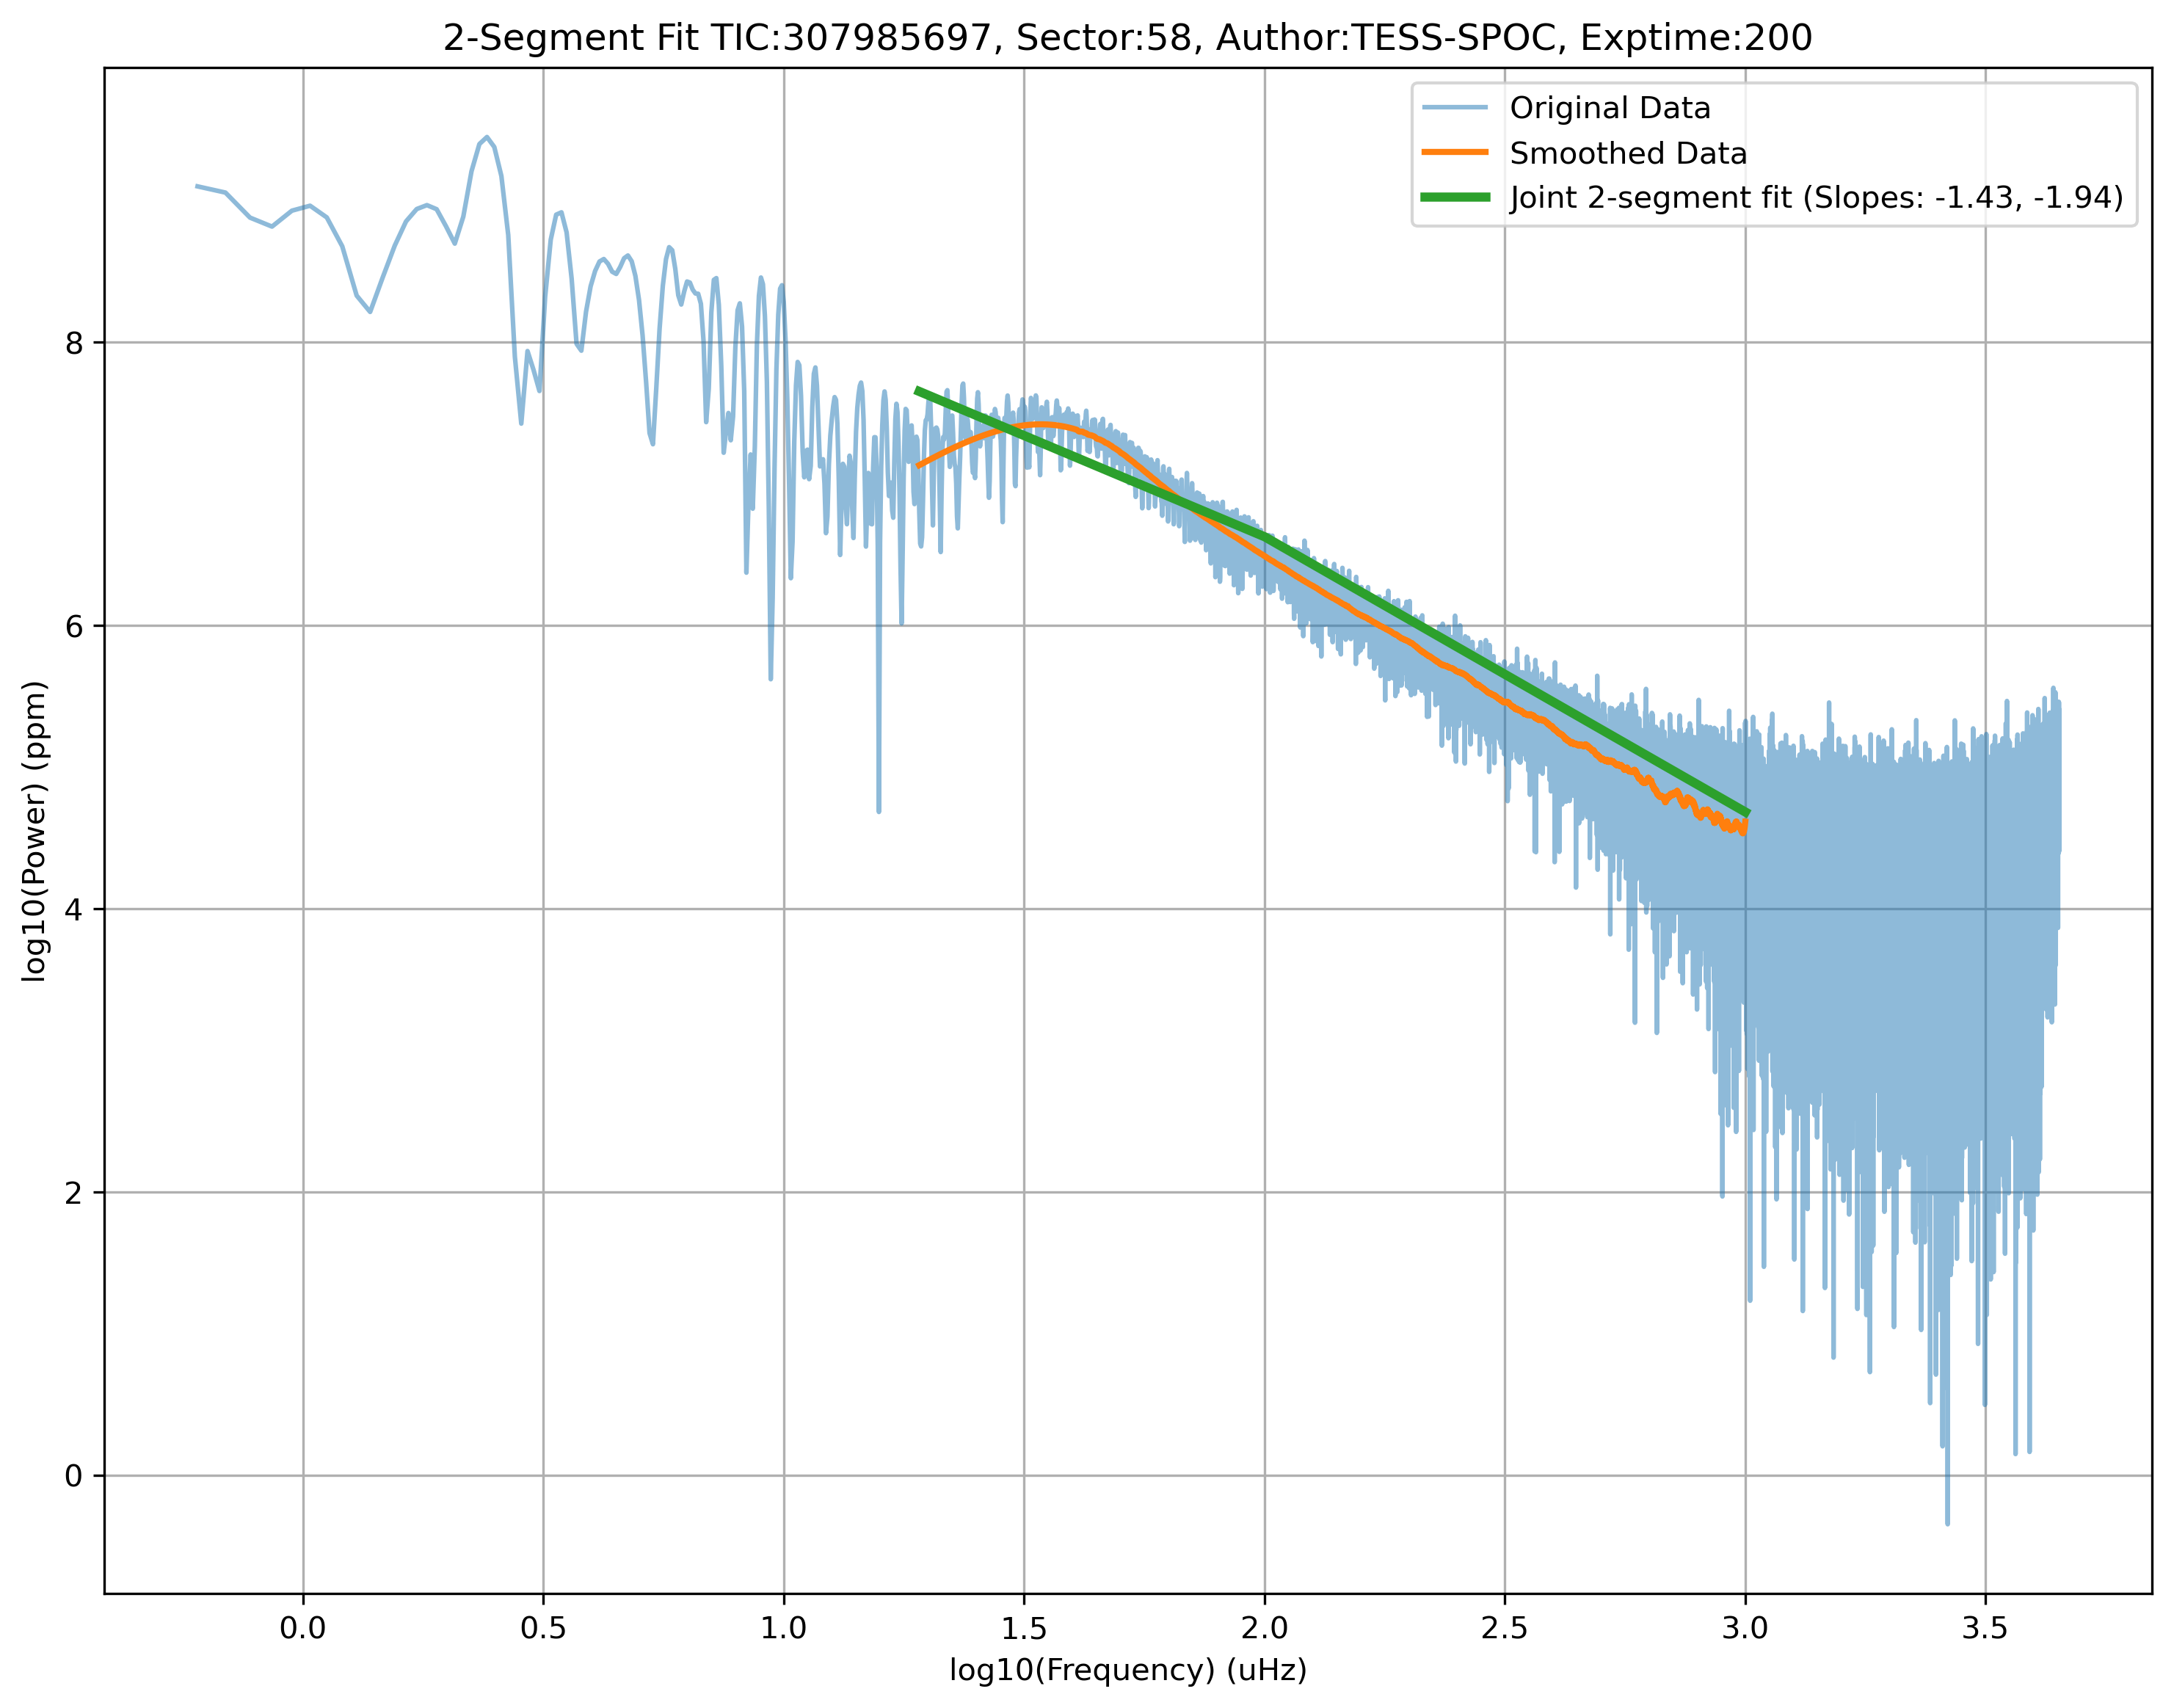 2-Segment Fit TIC:307985697, Sector:58, Author:TESS-SPOC, Exptime:200
Original Data
Smoothed Data
Joint 2-segment fit (Slopes: -1.43, -1.94)
log10(Power) (ppm)
8
6
4
2
0
0.0 0.5 1.0 1.5 2.0 2.5 3.0 3.5
log10(Frequency) (uHz)